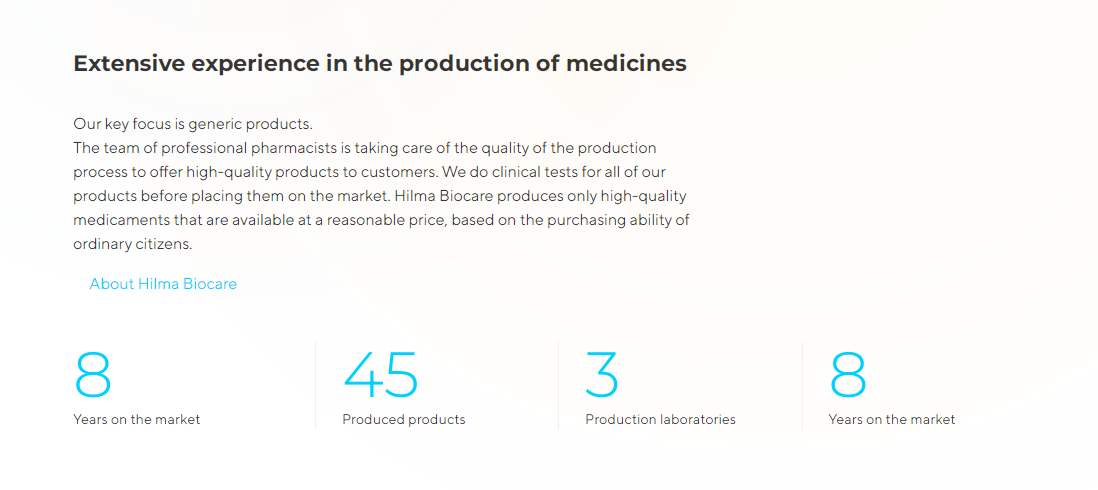 Extensive experience in the production of medicines
Our key focus is generic products.
The team of professional pharmacists is taking care of the quality of the production
process to offer high-quality products to customers. We do clinical tests for all of our
products before placing them on the market. Hilma Biocare produces only high-quality
medicaments that are available at a reasonable price, based on the purchasing ability of
ordinary citizens.
About Hilma Biocare
8
Years on the market
45
Produced products
3
Production laboratories
8
Years on the market